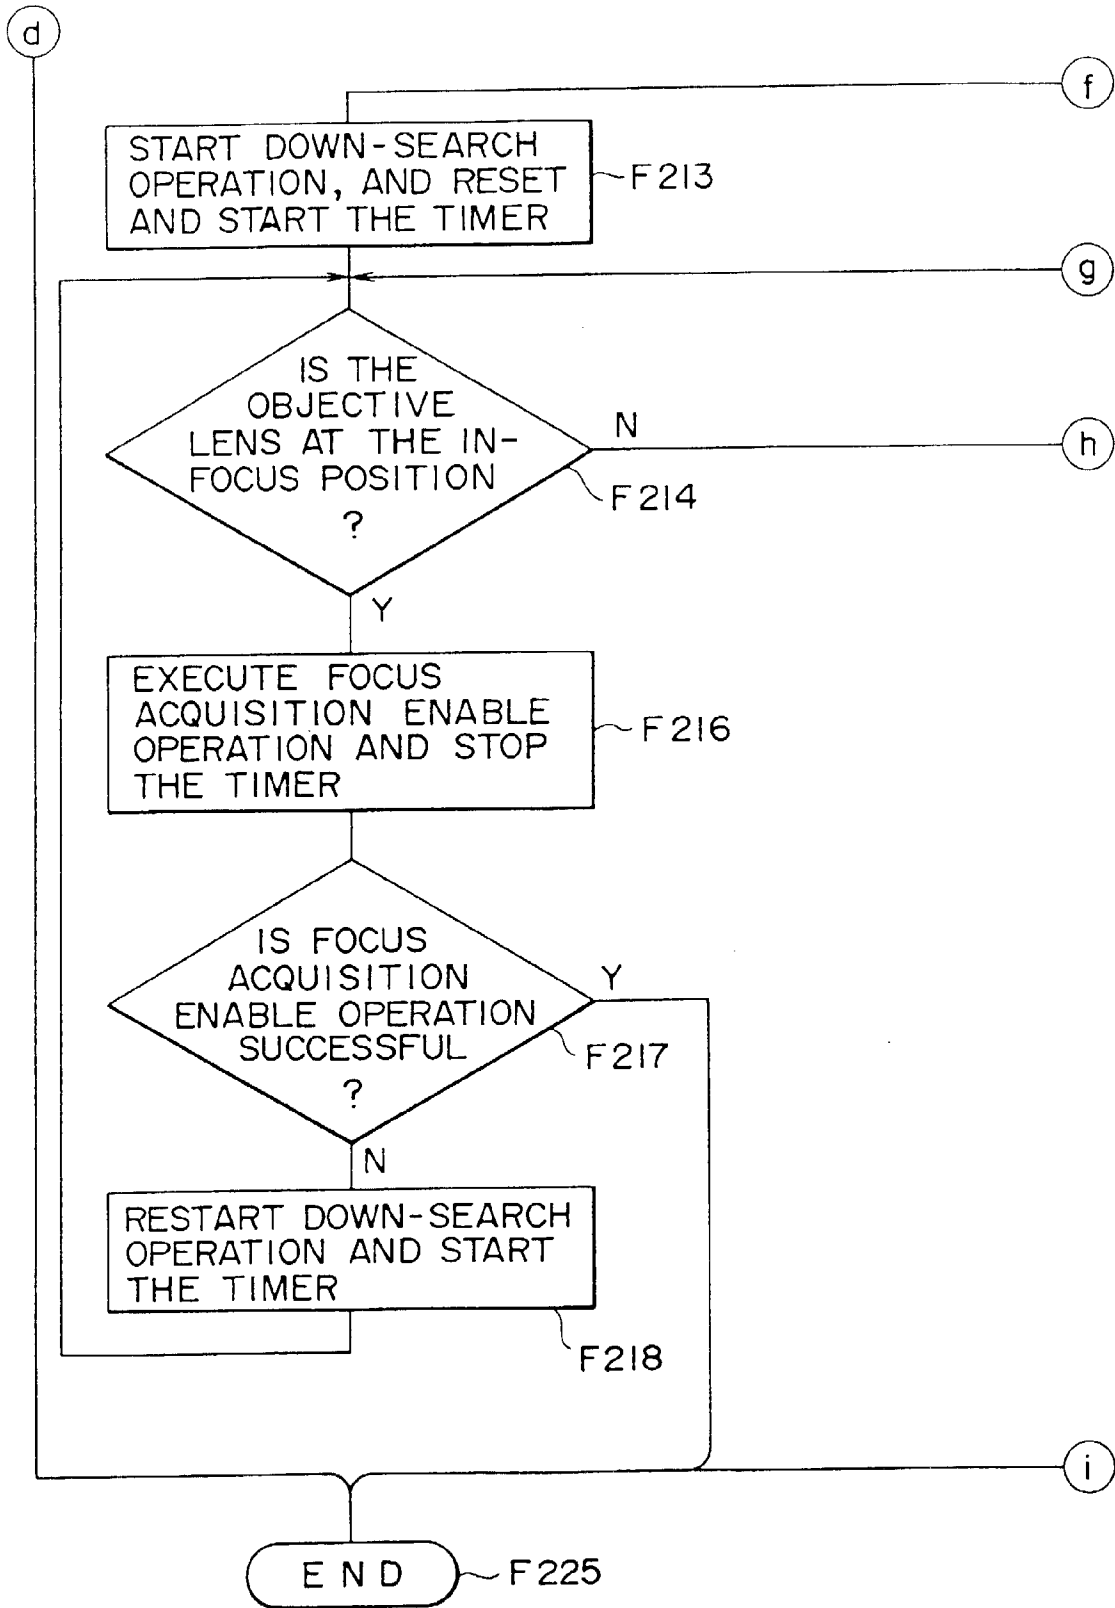 d
f
START DOWN-SEARCH
OPERATION, AND RESET
AND START THE TIMER
F213
g
IS THE
OBJECTIVE
LENS AT THE IN-
FOCUS POSITION
?
N
h
F214
Y
EXECUTE FOCUS
ACQUISITION ENABLE
OPERATION AND STOP
THE TIMER
F216
IS FOCUS
ACQUISITION
ENABLE OPERATION
SUCCESSFUL
?
Y
F217
N
RESTART DOWN-SEARCH
OPERATION AND START
THE TIMER
F218
i
END
F225